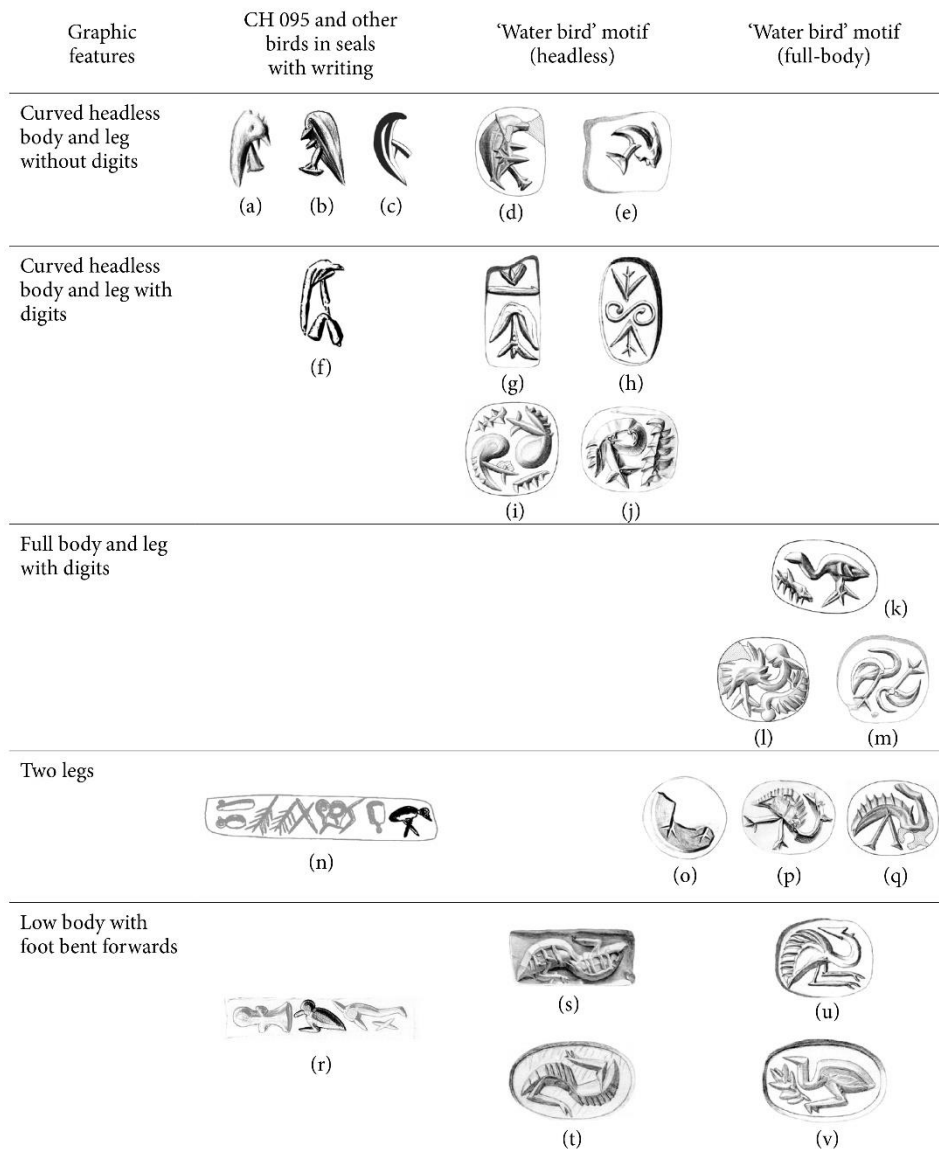 Graphic
features
CH 095 and other
birds in seals
with writing
‘Water bird’ motif
(headless)
‘Water bird’ motif
(full-body)
Curved headless
body and leg
without digits
(a) (b) (c) (d) (e)
Curved headless
body and leg with
digits
(f) (g) (h)
(i) (j)
Full body and leg
with digits
(k)
(l) (m)
Two legs
(n) (o) (p) (q)
Low body with
foot bent forwards
(r) (s) (u)
(t) (v)